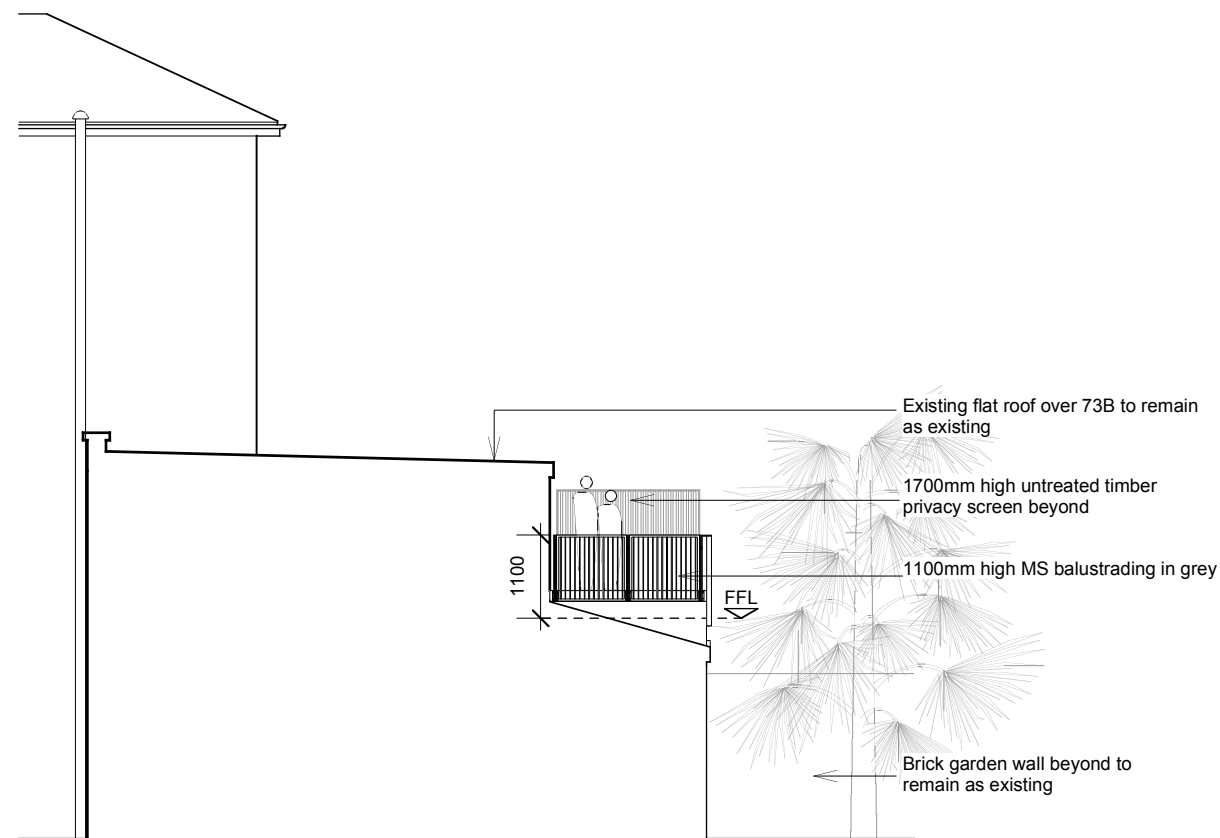 Existing flat roof over 73B to remain
as existing
1700mm high untreated timber
privacy screen beyond
1100mm high MS balustrading in grey
1100
FFL
Brick garden wall beyond to
remain as existing